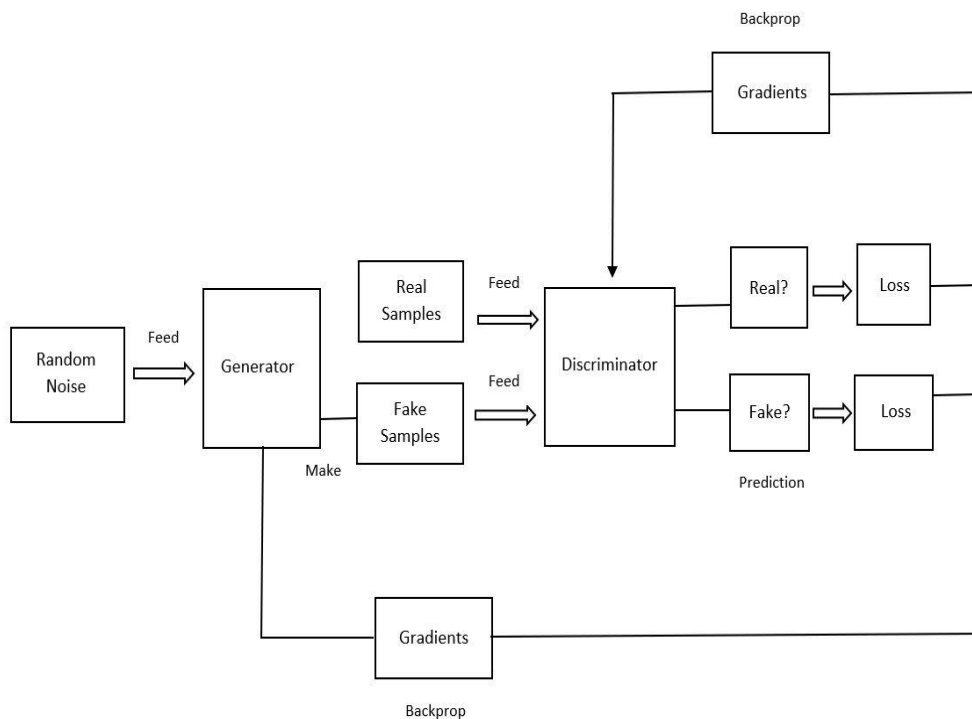 Backprop
Gradients
Real
Samples
Feed
Real?
Loss
Random
Noise
Feed
Generator
Discriminator
Fake
Samples
Feed
Fake?
Loss
Make
Prediction
Gradients
Backprop